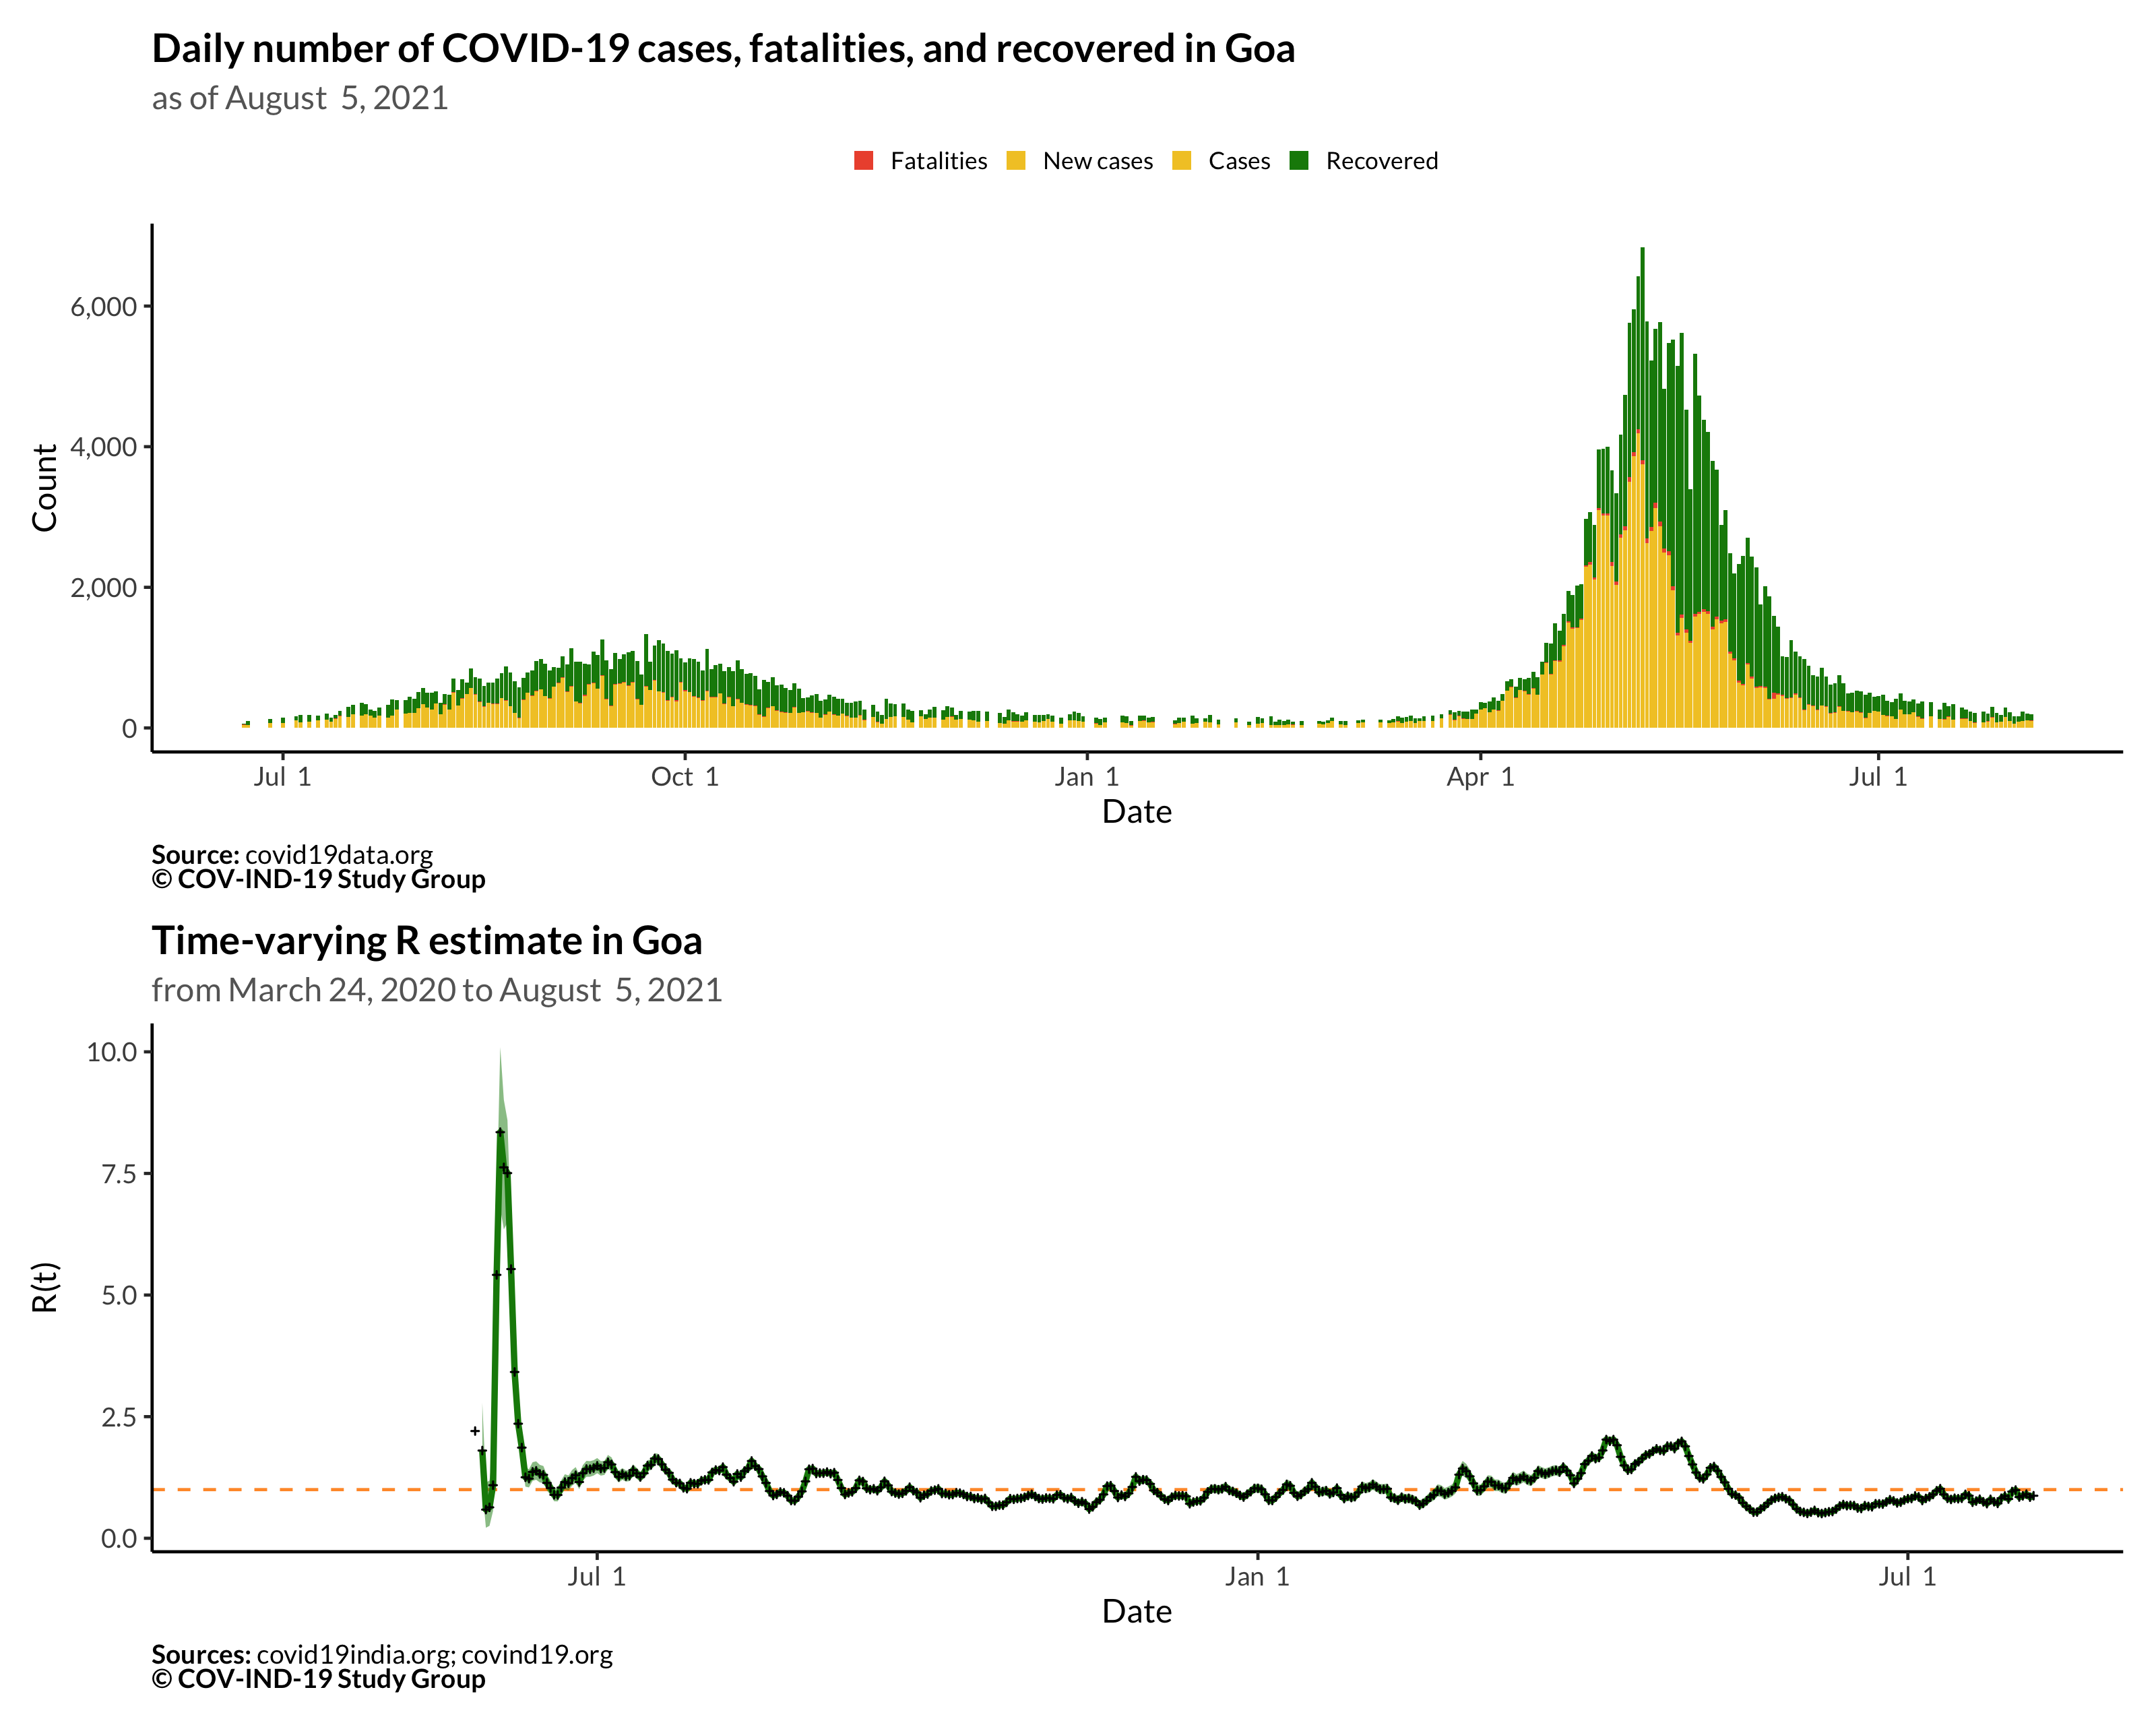 Daily number of COVID-19 cases, fatalities, and recovered in Goa
as of August  5, 2021
Fatalities New cases Cases Recovered
6,000
4,000
2,000
0
Count
Jul  1 Oct  1 Jan  1 Apr  1 Jul  1
Date
Source: covid19data.org
© COV-IND-19 Study Group
Time-varying R estimate in Goa
from March 24, 2020 to August  5, 2021
10.0
7.5
5.0
2.5
0.0
R(t)
Jul  1 Jan  1 Jul  1
Date
Sources: covid19india.org; covind19.org
© COV-IND-19 Study Group